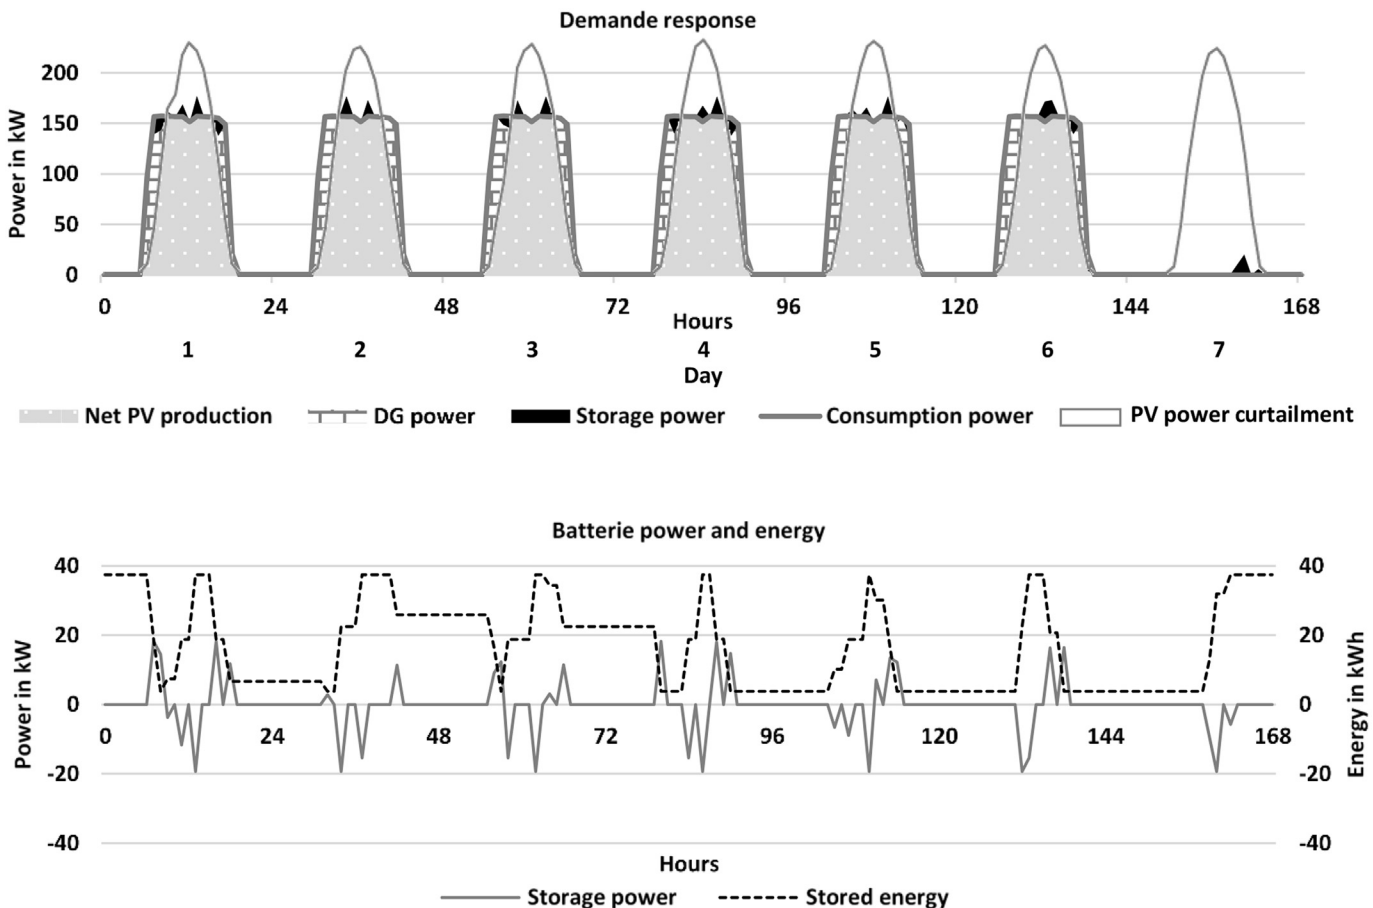 Demande response
Power in kW
200
150
100
50
0
0 24 48 72 96 120 144 168
Hours
1 2 3 4 5 6 7
Day
Net PV production DG power Storage power Consumption power PV power curtailment
Batterie power and energy
Power in kW
Energy in kWh
40 40
20 20
0 0
0 24 48 72 96 120 144 168
-20 -20
-40 -40
Hours
Storage power Stored energy